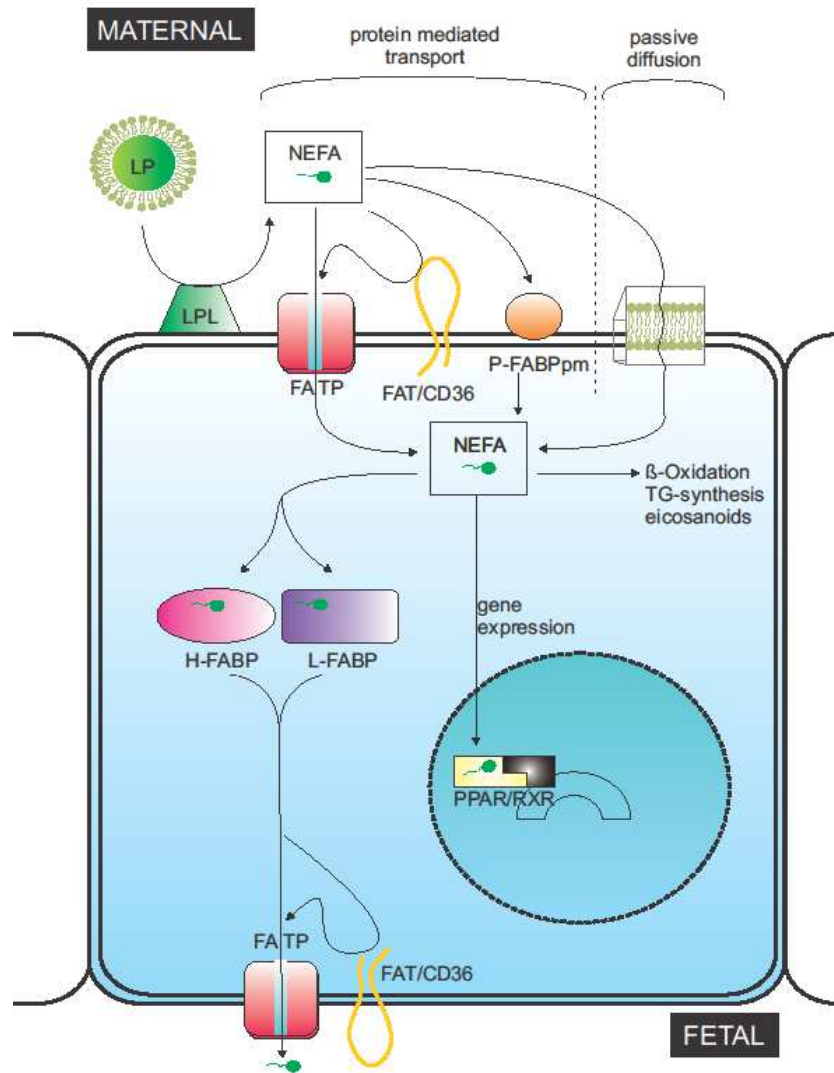 MATERNAL
protein mediated
transport
passive
diffusion
LP
NEFA
LPL
FATP
FAT/CD36
P-FABPpm
NEFA
ß-Oxidation
TG-synthesis
eicosanoids
gene
expression
H-FABP
L-FABP
PPAR/RXR
FATP
FAT/CD36
FETAL